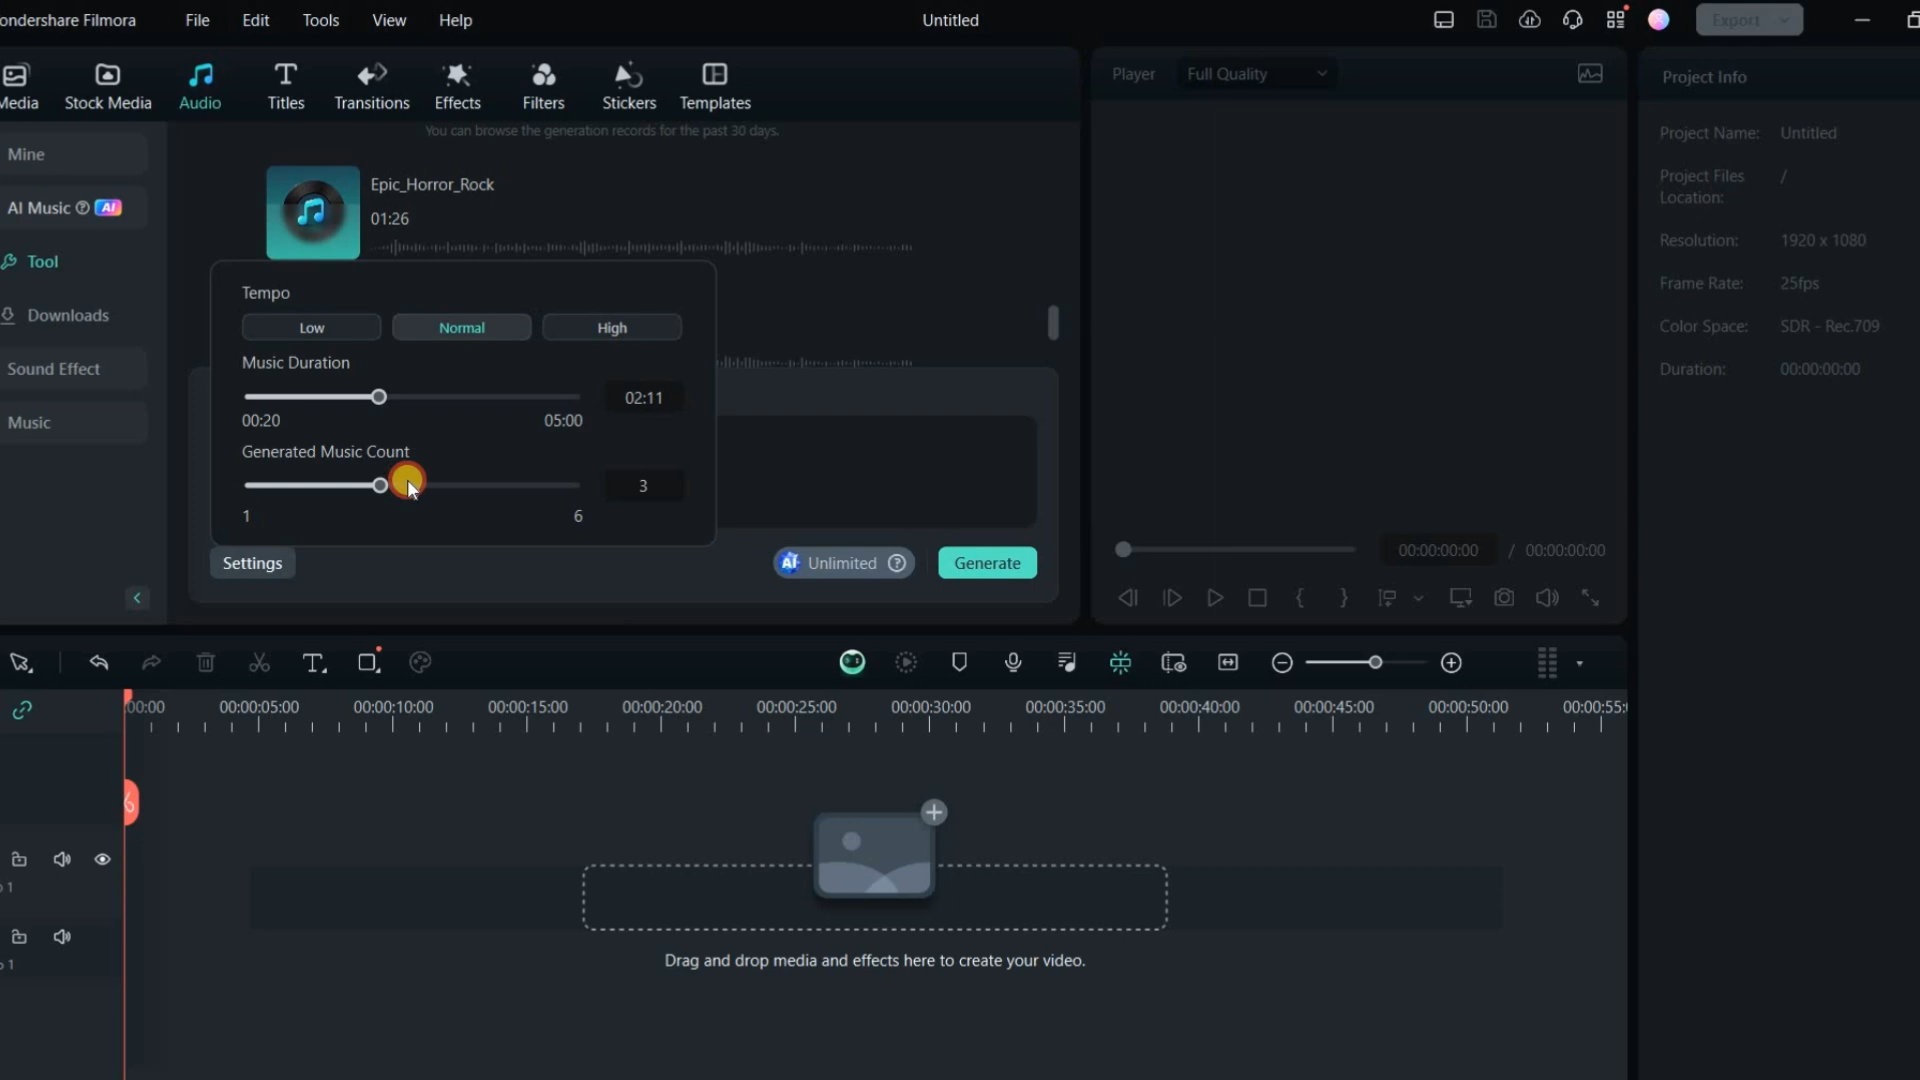 ondershare Filmora File Edit Tools View Help Untitled Export
Media Stock Media Audio Titles Transitions Effects Filters Stickers Templates
Player Full Quality
Project Info
Mine
AI Music AI
Tool
Downloads
Sound Effect
Music
You can browse the generation records for the past 30 days.
Epic_Horror_Rock
01:26
Tempo
Low Normal High
Music Duration
02:11
00:20 05:00
Generated Music Count
3
1 6
Settings
AI Unlimited Generate
00:00:00:00 / 00:00:00:00
Project Name: Untitled
Project Files /
Location:
Resolution: 1920 x 1080
Frame Rate: 25fps
Color Space: SDR - Rec.709
Duration: 00:00:00:00
:00:00 00:00:05:00 00:00:10:00 00:00:15:00 00:00:20:00 00:00:25:00 00:00:30:00 00:00:35:00 00:00:40:00 00:00:45:00 00:00:50:00 00:00:55:
o 1
o 1
Drag and drop media and effects here to create your video.